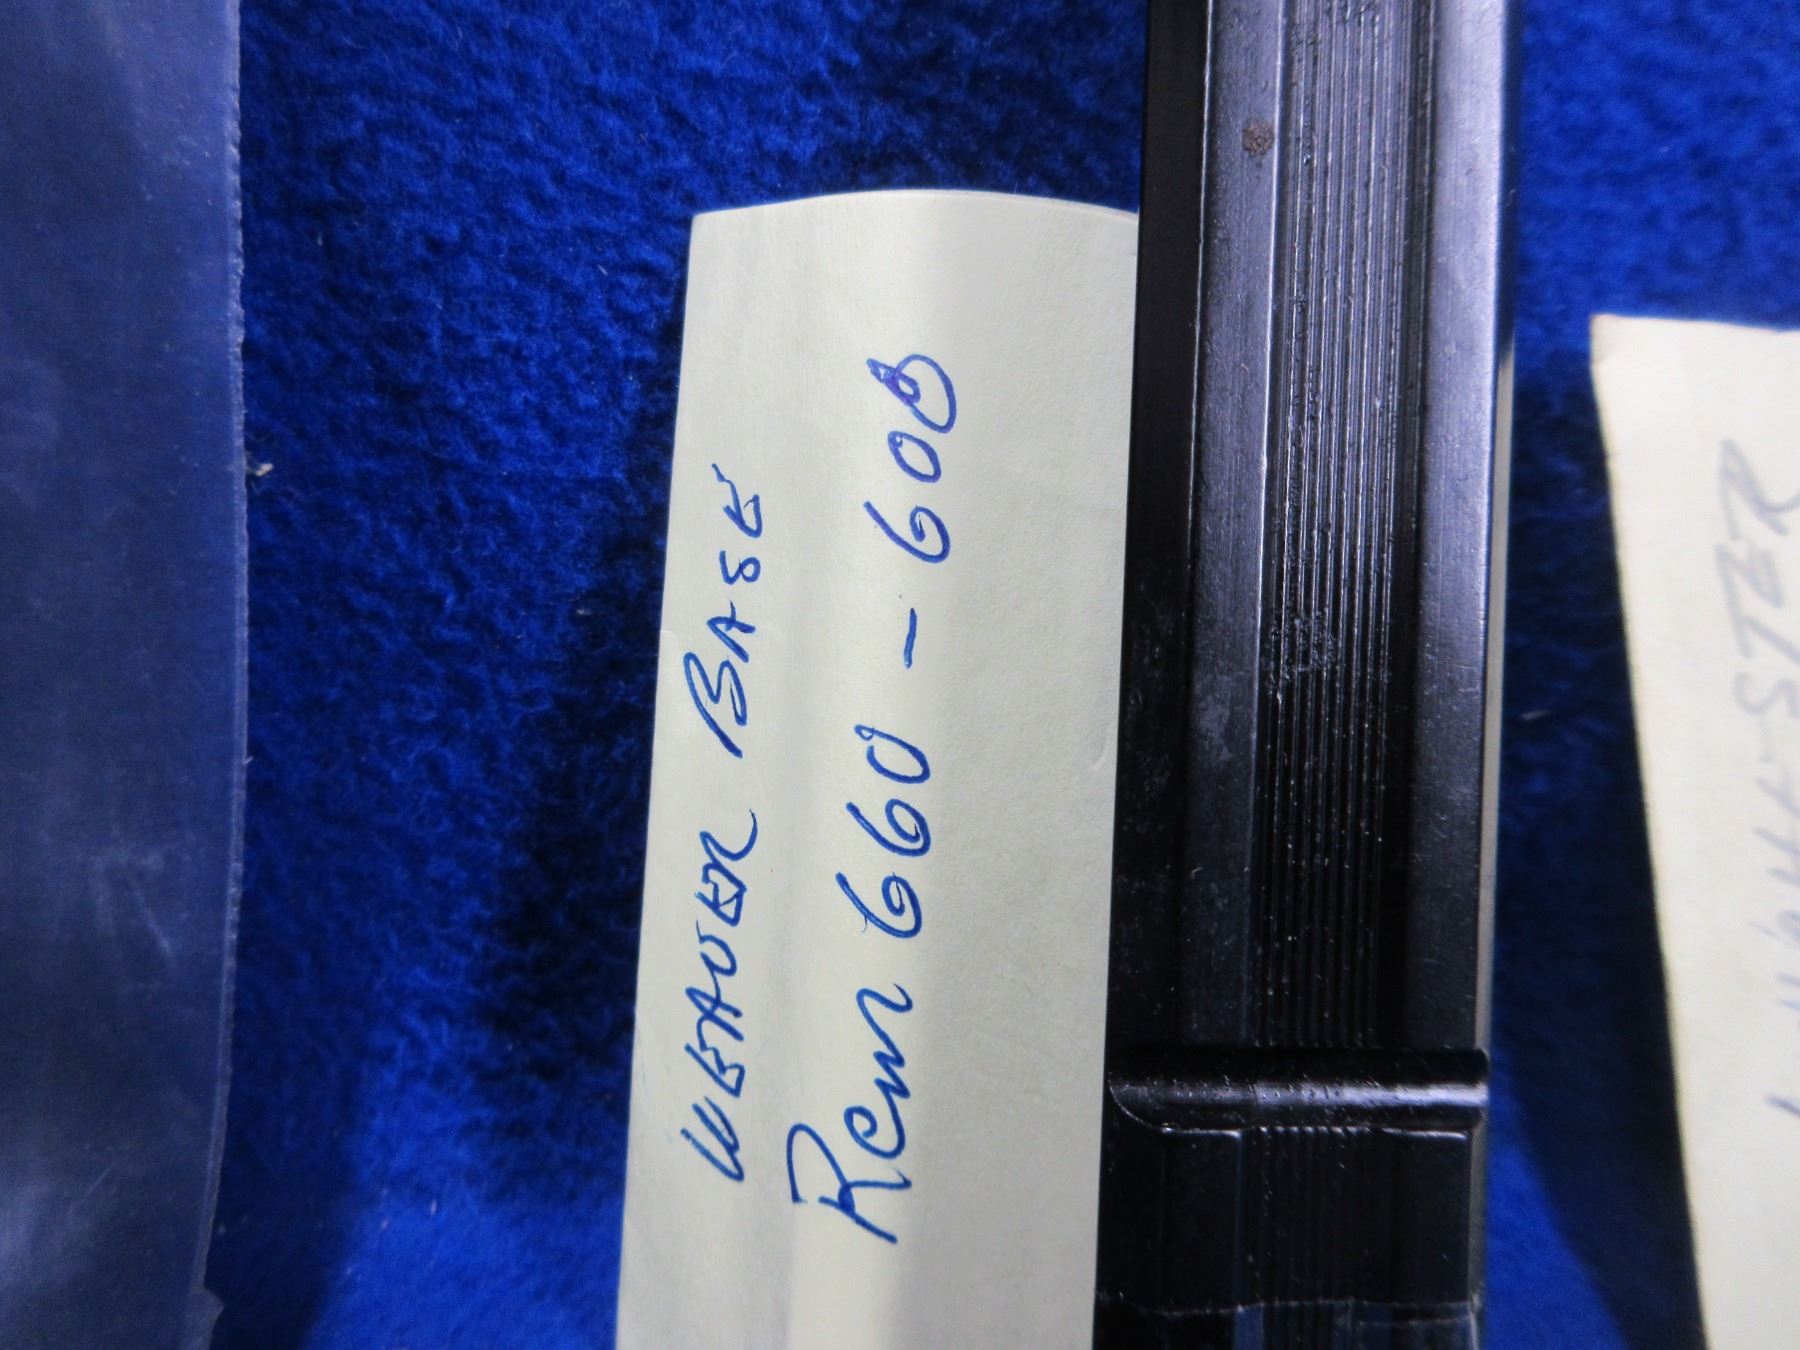 WEAVER BASE
Rem 660 - 600